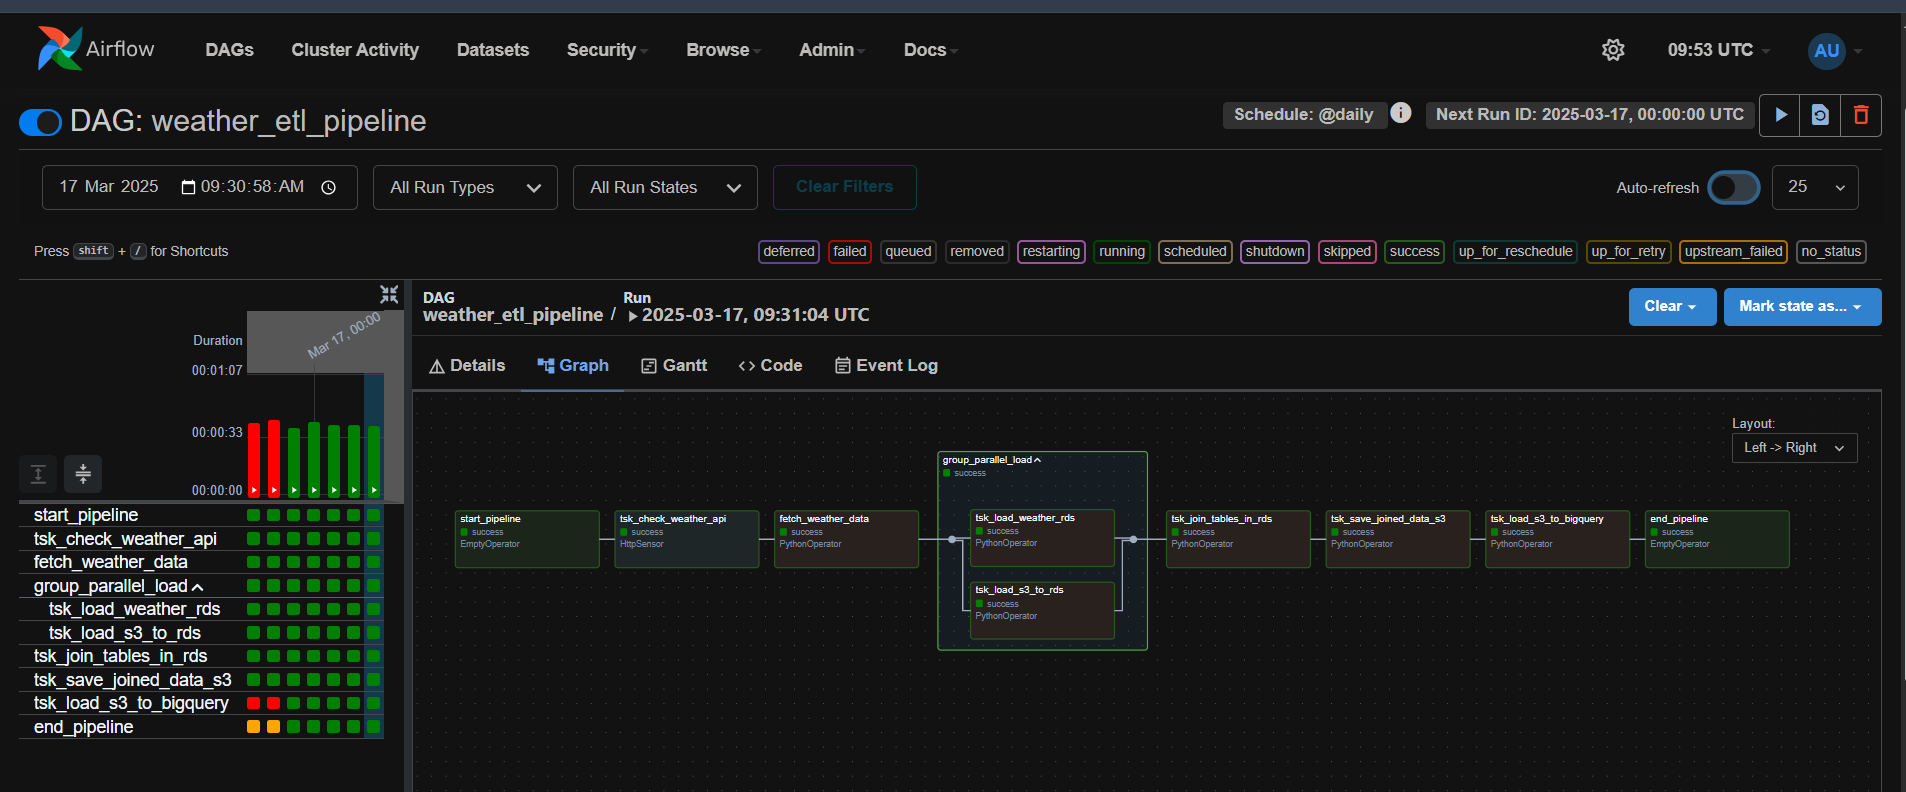 Airflow DAGs Cluster Activity Datasets Security Browse Admin Docs 09:53 UTC AU
DAG: weather_etl_pipeline Schedule: @daily Next Run ID: 2025-03-17, 00:00:00 UTC
17 Mar 2025 09:30:58:AM All Run Types All Run States Clear Filters Auto-refresh 25
Press shift + / for Shortcuts deferred failed queued removed restarting running scheduled shutdown skipped success up_for_reschedule up_for_retry upstream_failed no_status
DAG
weather_etl_pipeline /
Run
2025-03-17, 09:31:04 UTC
Clear Mark state as...
Details Graph Gantt Code Event Log
Duration
Mar 17, 00:00
00:01:07
00:00:33
00:00:00
start_pipeline
tsk_check_weather_api
fetch_weather_data
group_parallel_load
tsk_load_weather_rds
tsk_load_s3_to_rds
tsk_join_tables_in_rds
tsk_save_joined_data_s3
tsk_load_s3_to_bigquery
end_pipeline
Layout:
Left -> Right
start_pipeline
success
EmptyOperator
tsk_check_weather_api
success
HttpSensor
fetch_weather_data
success
PythonOperator
group_parallel_load
success
tsk_load_weather_rds
success
PythonOperator
tsk_load_s3_to_rds
success
PythonOperator
tsk_join_tables_in_rds
success
PythonOperator
tsk_save_joined_data_s3
success
PythonOperator
tsk_load_s3_to_bigquery
success
PythonOperator
end_pipeline
success
EmptyOperator